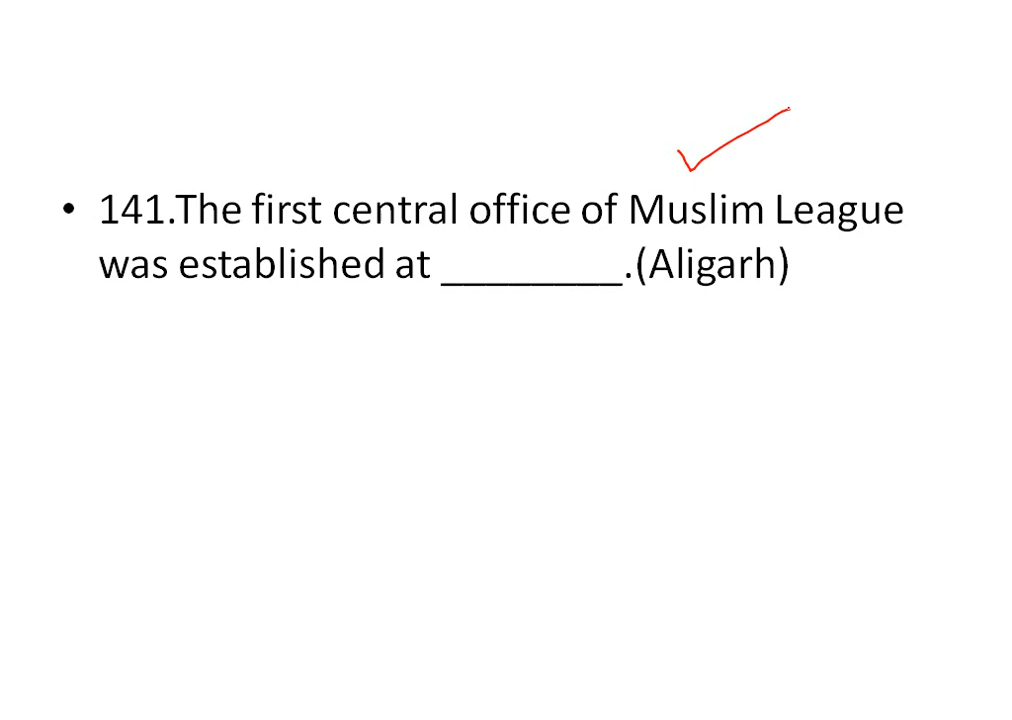 • 141.The first central office of Muslim League
was established at ________.(Aligarh)